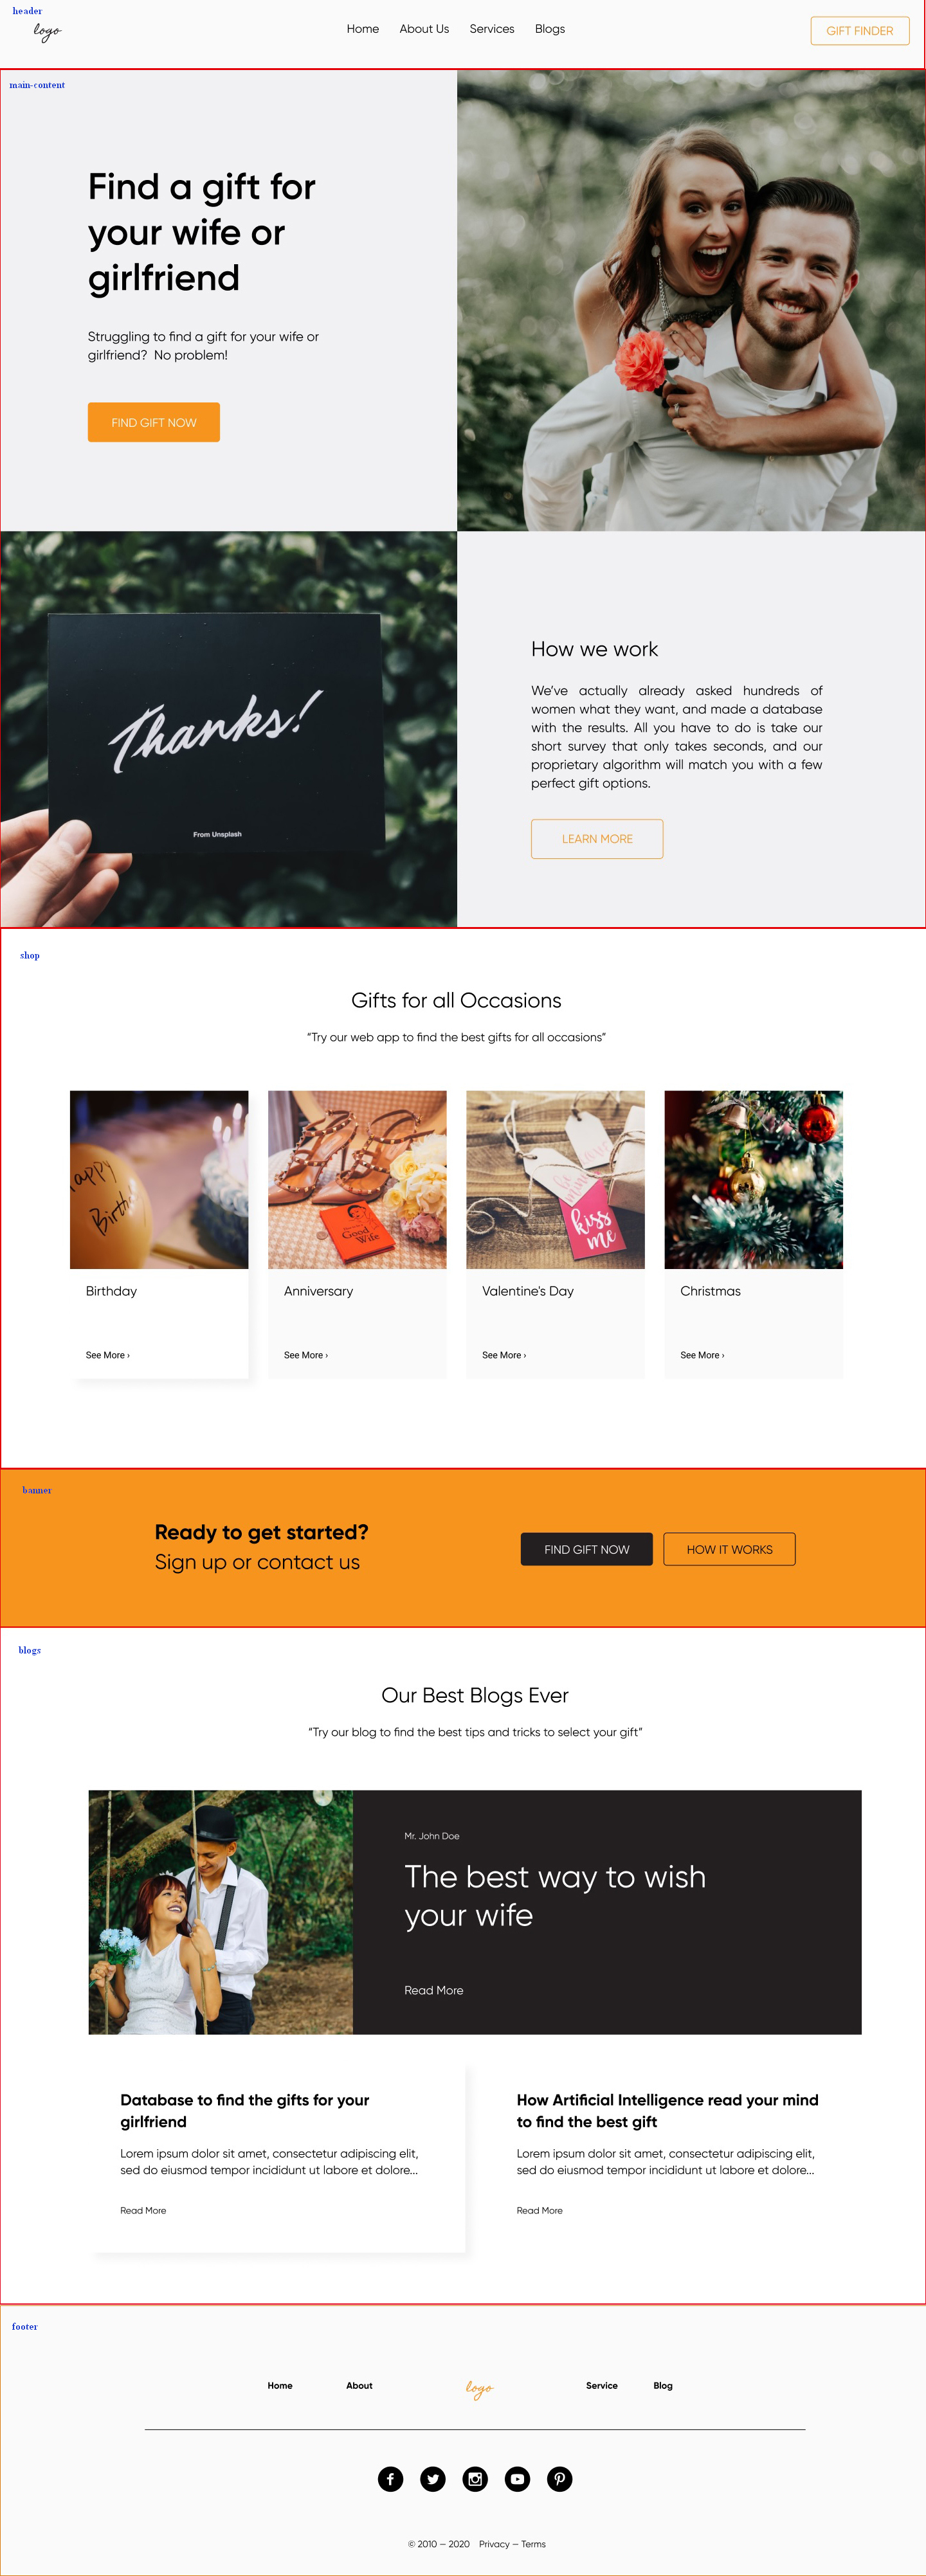 header
logo
Home About Us Services Blogs
GIFT FINDER
main-content
Find a gift for
your wife or
girlfriend
Struggling to find a gift for your wife or
girlfriend? No problem!
FIND GIFT NOW
Thanks!
From Unsplash
How we work
We’ve actually already asked hundreds of
women what they want, and made a database
with the results. All you have to do is take our
short survey that only takes seconds, and our
proprietary algorithm will match you with a few
perfect gift options.
LEARN MORE
shop
Gifts for all Occasions
“Try our web app to find the best gifts for all occasions”
Good
Wife
kiss
me
Birthday
See More ›
Anniversary
See More ›
Valentine's Day
See More ›
Christmas
See More ›
banner
Ready to get started?
Sign up or contact us
FIND GIFT NOW
HOW IT WORKS
blogs
Our Best Blogs Ever
“Try our blog to find the best tips and tricks to select your gift”
Mr. John Doe
The best way to wish
your wife
Read More
Database to find the gifts for your
girlfriend
Lorem ipsum dolor sit amet, consectetur adipiscing elit,
sed do eiusmod tempor incididunt ut labore et dolore...
Read More
How Artificial Intelligence read your mind
to find the best gift
Lorem ipsum dolor sit amet, consectetur adipiscing elit,
sed do eiusmod tempor incididunt ut labore et dolore...
Read More
footer
Home About logo Service Blog
© 2010 — 2020 Privacy — Terms